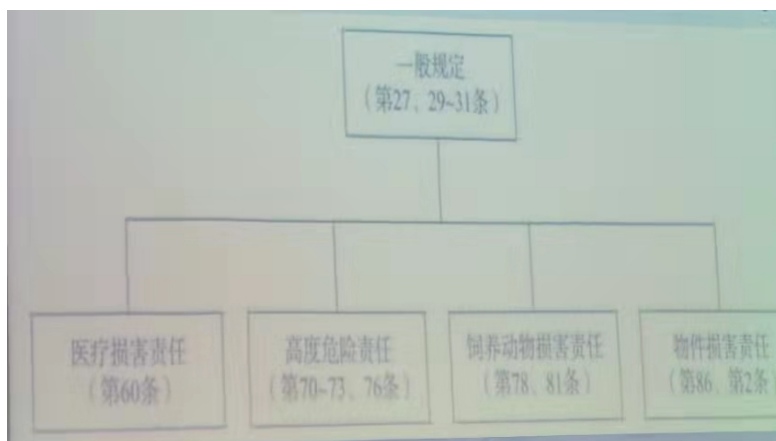 一般规定
（第27、29~31条）
医疗损害责任
（第60条）
高度危险责任
（第70~73、76条）
饲养动物损害责任
（第78、81条）
物件损害责任
（第86、第2条）